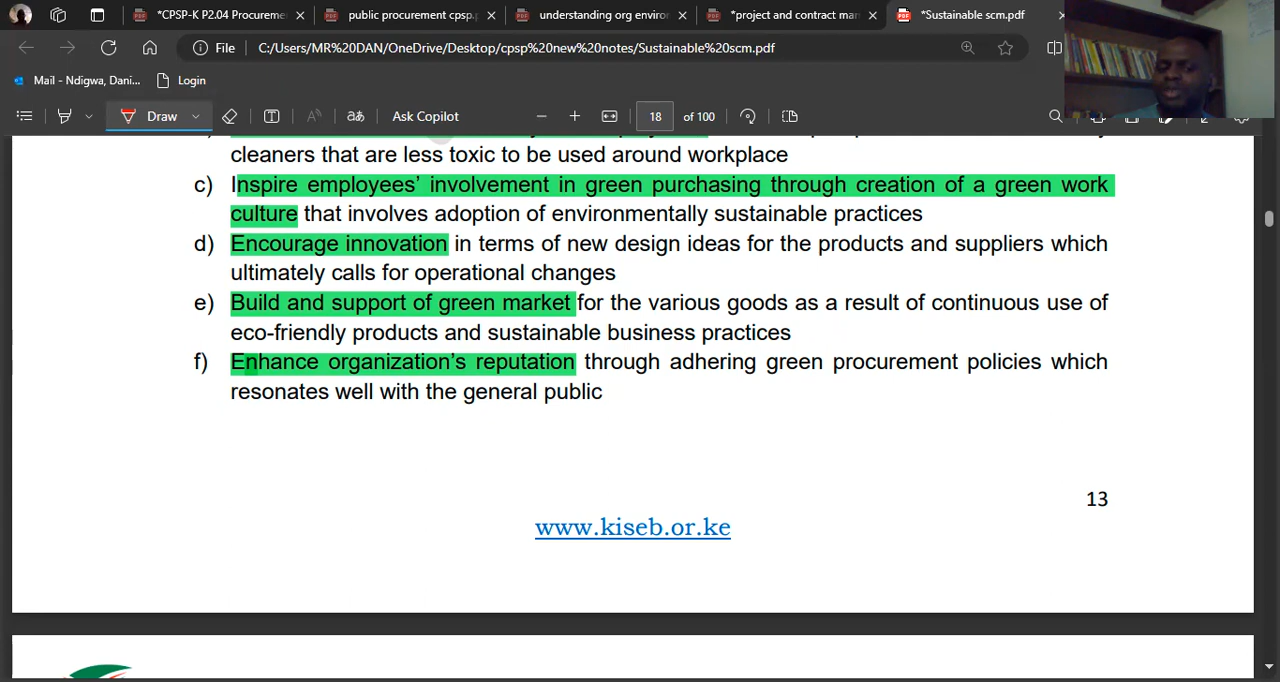 *CPSP-K P2.04 Procureme
public procurement cpsp.
understanding org enviro
*project and contract man
*Sustainable scm.pdf
File
C:/Users/MR%20DAN/OneDrive/Desktop/cpsp%20new%20notes/Sustainable%20scm.pdf
Mail - Ndigwa, Dani...
Login
Draw
Ask Copilot
18 of 100
cleaners that are less toxic to be used around workplace
c) Inspire employees’ involvement in green purchasing through creation of a green work
culture that involves adoption of environmentally sustainable practices
d) Encourage innovation in terms of new design ideas for the products and suppliers which
ultimately calls for operational changes
e) Build and support of green market for the various goods as a result of continuous use of
eco-friendly products and sustainable business practices
f) Enhance organization’s reputation through adhering green procurement policies which
resonates well with the general public
13
www.kiseb.or.ke